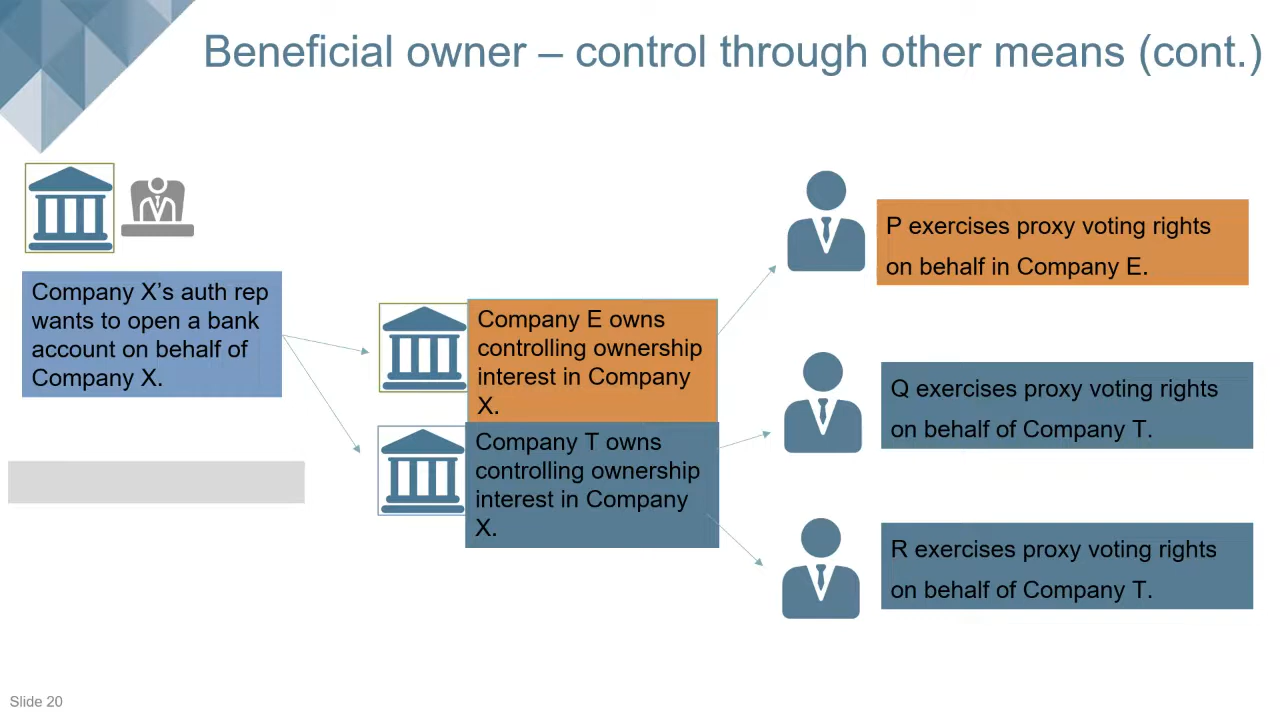 Beneficial owner – control through other means (cont.)
Company X’s auth rep
wants to open a bank
account on behalf of
Company X.
Company E owns
controlling ownership
interest in Company
X.
Company T owns
controlling ownership
interest in Company
X.
P exercises proxy voting rights
on behalf in Company E.
Q exercises proxy voting rights
on behalf of Company T.
R exercises proxy voting rights
on behalf of Company T.
Slide 20